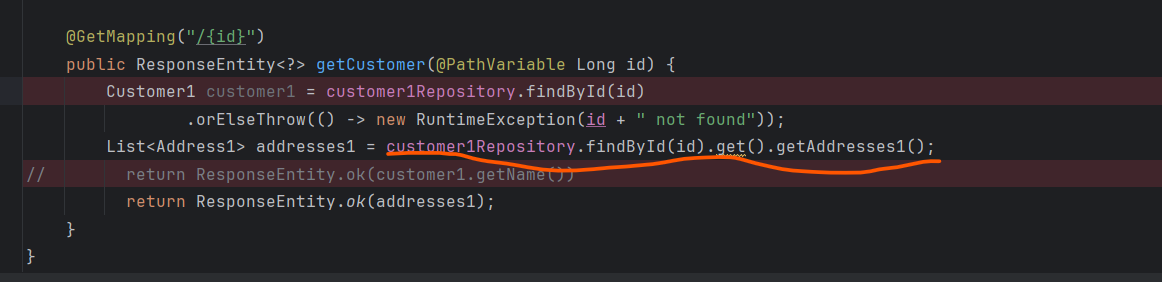 @GetMapping("/{id}")
public ResponseEntity<?> getCustomer(@PathVariable Long id) {
Customer1 customer1 = customer1Repository.findById(id)
.orElseThrow(() -> new RuntimeException(id + " not found"));
List<Address1> addresses1 = customer1Repository.findById(id).get().getAddresses1();
// return ResponseEntity.ok(customer1.getName())
return ResponseEntity.ok(addresses1);
}
}